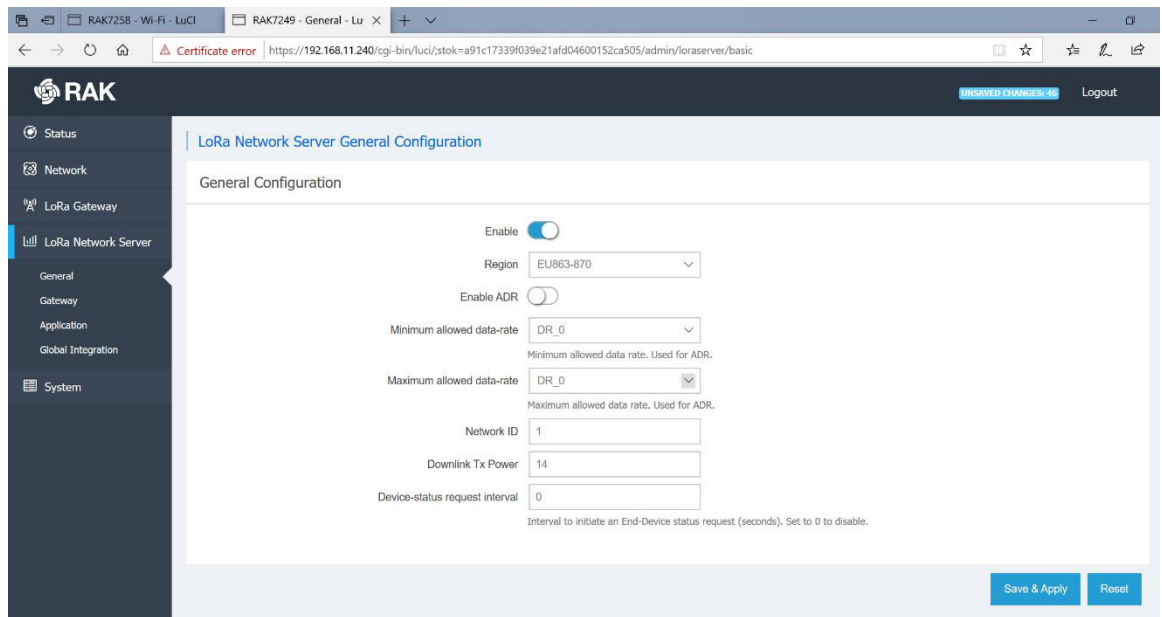 RAK7258 - Wi-Fi - LuCI
RAK7249 - General - Lu
Certificate error https://192.168.11.240/cgi-bin/luci/;stok=a91c17339f039e21afd04600152ca505/admin/loraserver/basic
RAK
UNSAVED CHANGES: 46 Logout
Status
Network
LoRa Gateway
LoRa Network Server
General
Gateway
Application
Global Integration
System
LoRa Network Server General Configuration
General Configuration
Enable
Region EU863-870
Enable ADR
Minimum allowed data-rate DR_0
Minimum allowed data rate. Used for ADR.
Maximum allowed data-rate DR_0
Maximum allowed data rate. Used for ADR.
Network ID 1
Downlink Tx Power 14
Device-status request interval 0
Interval to initiate an End-Device status request (seconds). Set to 0 to disable.
Save & Apply Reset